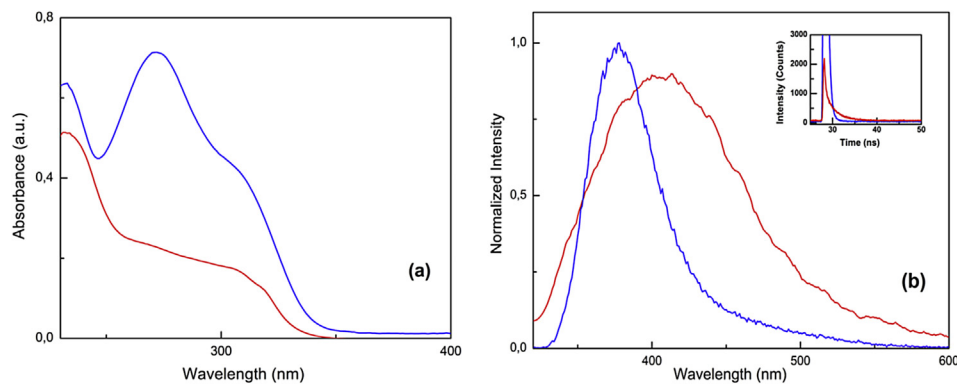 0,8
0,4
0,0
Absorbance (a.u.)
300
400
Wavelength (nm)
(a)
1,0
0,5
0,0
Normalized Intensity
400
500
600
Wavelength (nm)
(b)
3000
2000
1000
0
Intensity (Counts)
30
40
50
Time (ns)